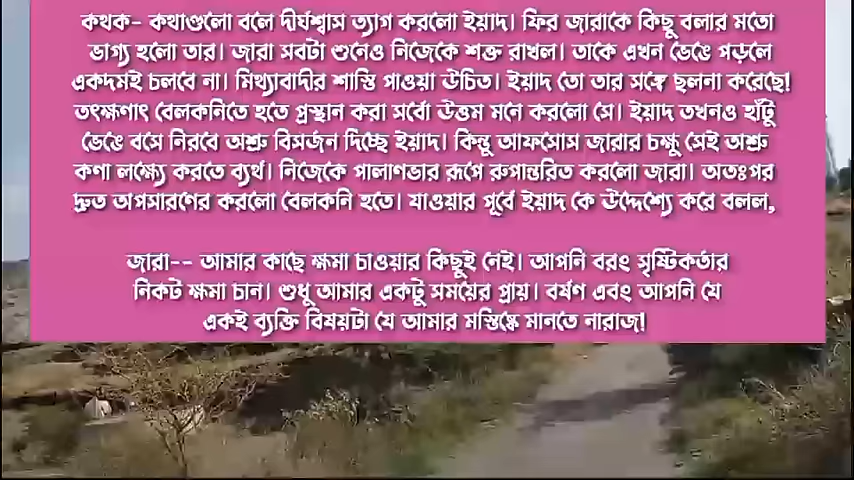 কথক- কথাগুলো বলে দীর্ঘশ্বাস ত্যাগ করলো ইয়াদ। ফির জারাকে কিছু বলার মতো
ভাগ্য হলো তার। জারা সবটা শুনেও নিজেকে শক্ত রাখল। তাকে এখন ভেঙে পড়লে
একদমই চলবে না। মিথ্যাবাদীর শাস্তি পাওয়া উচিত। ইয়াদ তো তার সঙ্গে ছলনা করেছে!
তৎক্ষণাৎ বেলকনিতে হতে প্রস্থান করা সর্বো উত্তম মনে করলো সে। ইয়াদ তখনও হাঁটু
ভেঙে বসে নিরবে অশ্রু বিসর্জন দিচ্ছে ইয়াদ। কিন্তু আফসোস জারার চক্ষু সেই অশ্রু
কণা লক্ষ্যে করতে ব্যর্থ। নিজেকে পালাণভার রূপে রুপান্তরিত করলো জারা। অতঃপর
দ্রুত অপসারণের করলো বেলকনি হতে। যাওয়ার পূর্বে ইয়াদ কে উদ্দেশ্যে করে বলল,
জারা-- আমার কাছে ক্ষমা চাওয়ার কিছুই নেই। আপনি বরং সৃষ্টিকর্তার
নিকট ক্ষমা চান। শুধু আমার একটু সময়ের প্রায়। বর্ষণ এবং আপনি যে
একই ব্যক্তি বিষয়টা যে আমার মস্তিষ্কে মানতে নারাজ!